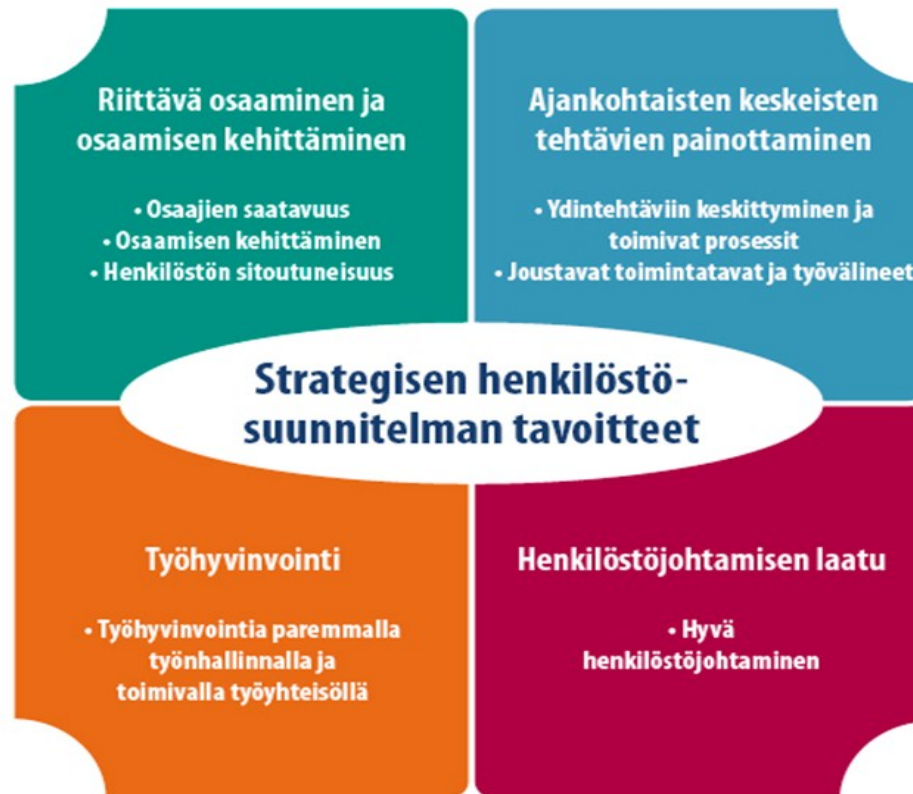 Riittävä osaaminen ja
osaamisen kehittäminen
• Osaajien saatavuus
• Osaamisen kehittäminen
• Henkilöstön sitoutuneisuus
Ajankohtaisten keskeisten
tehtävien painottaminen
• Ydintehtäviin keskittyminen ja
toimivat prosessit
• Joustavat toimintatavat ja työvälineet
Strategisen henkilöstö-
suunnitelman tavoitteet
Työhyvinvointi
• Työhyvinvointia paremmalla
työnhallinnalla ja
toimivalla työyhteisöllä
Henkilöstöjohtamisen laatu
• Hyvä
henkilöstöjohtaminen